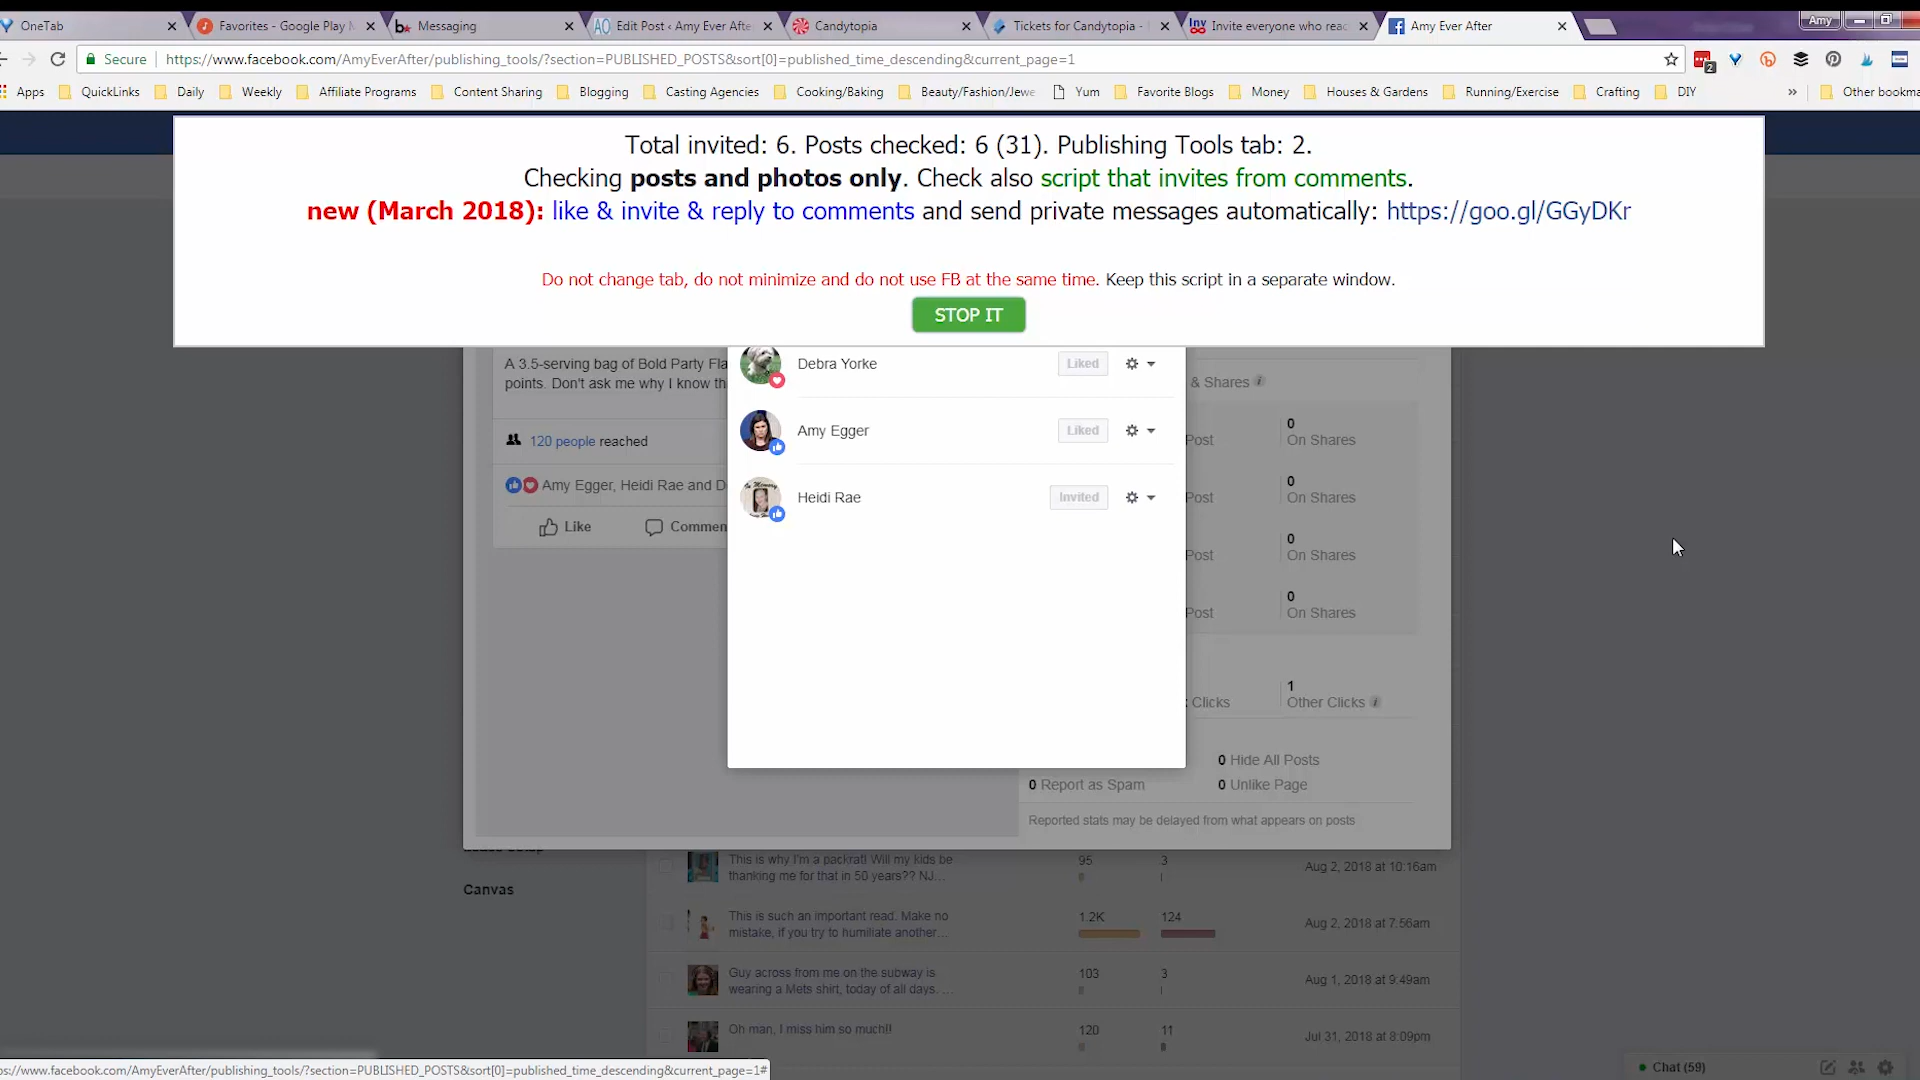 OneTab
Favorites - Google Play M
Messaging
Edit Post ‹ Amy Ever Afte
Candytopia
Tickets for Candytopia -
Invite everyone who reac
Amy Ever After
Amy
Secure
https://www.facebook.com/AmyEverAfter/publishing_tools/?section=PUBLISHED_POSTS&sort[0]=published_time_descending&current_page=1
2
Apps
QuickLinks
Daily
Weekly
Affiliate Programs
Content Sharing
Blogging
Casting Agencies
Cooking/Baking
Beauty/Fashion/Jewe
Yum
Favorite Blogs
Money
Houses & Gardens
Running/Exercise
Crafting
DIY
»
Other bookma
Total invited: 6. Posts checked: 6 (31). Publishing Tools tab: 2.
Checking posts and photos only. Check also script that invites from comments.
new (March 2018): like & invite & reply to comments and send private messages automatically: https://goo.gl/GGyDKr
Do not change tab, do not minimize and do not use FB at the same time. Keep this script in a separate window.
STOP IT
A 3.5-serving bag of Bold Party Fla
points. Don't ask me why I know th
120 people reached
Amy Egger, Heidi Rae and D
Like
Commen
Debra Yorke
Liked
Amy Egger
Liked
Heidi Rae
Invited
& Shares
0
Post
On Shares
0
Post
On Shares
0
Post
On Shares
0
Post
On Shares
1
Clicks
Other Clicks
0 Hide All Posts
0 Report as Spam
0 Unlike Page
Reported stats may be delayed from what appears on posts
Canvas
This is why I'm a packrat! Will my kids be
thanking me for that in 50 years?? NJ...
95
3
Aug 2, 2018 at 10:16am
This is such an important read. Make no
mistake, if you try to humiliate another...
1.2K
124
Aug 2, 2018 at 7:56am
Guy across from me on the subway is
wearing a Mets shirt, today of all days. ...
103
3
Aug 1, 2018 at 9:49am
Oh man, I miss him so much!!
120
11
Jul 31, 2018 at 8:09pm
ps://www.facebook.com/AmyEverAfter/publishing_tools/?section=PUBLISHED_POSTS&sort[0]=published_time_descending&current_page=1#
Chat (59)